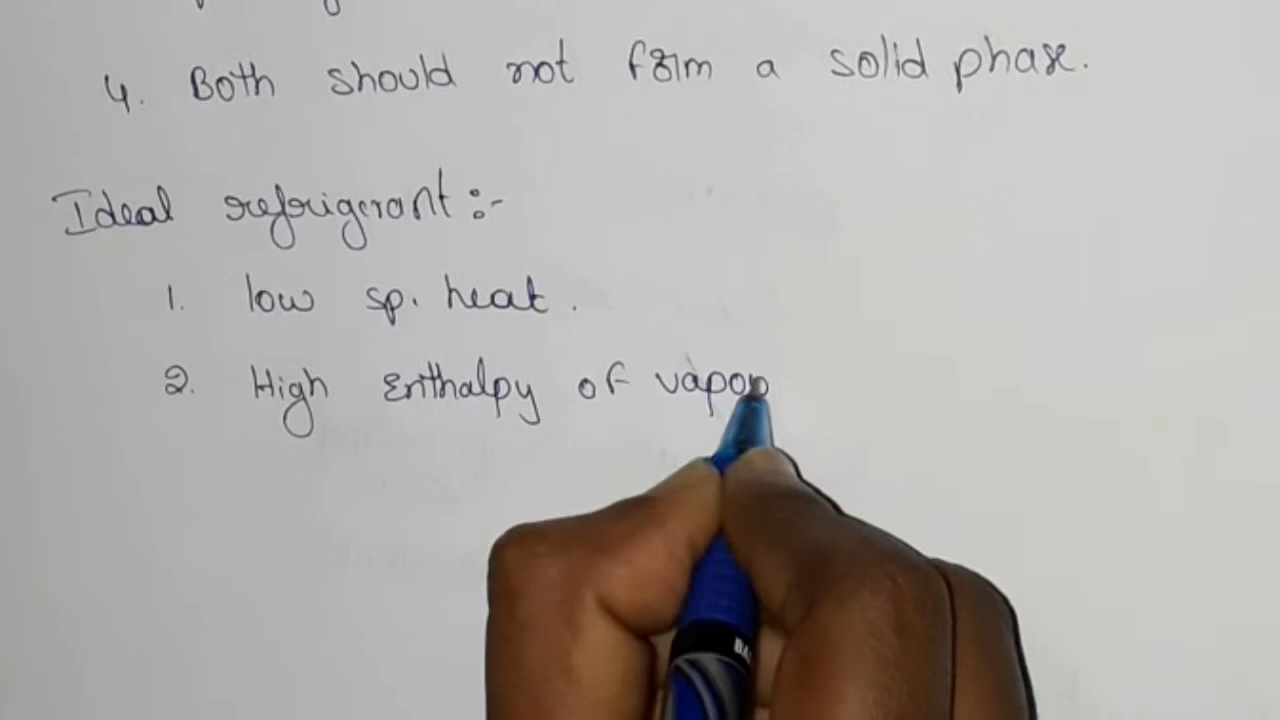 4. Both should not form a solid phase.
Ideal refrigerant :-
1. low sp. heat.
2. High Enthalpy of vapo